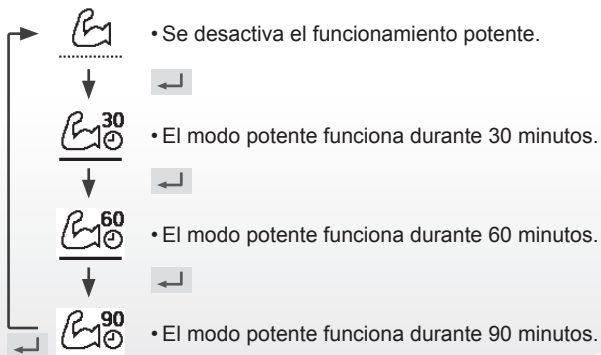 • Se desactiva el funcionamiento potente.
30
• El modo potente funciona durante 30 minutos.
60
• El modo potente funciona durante 60 minutos.
90
• El modo potente funciona durante 90 minutos.